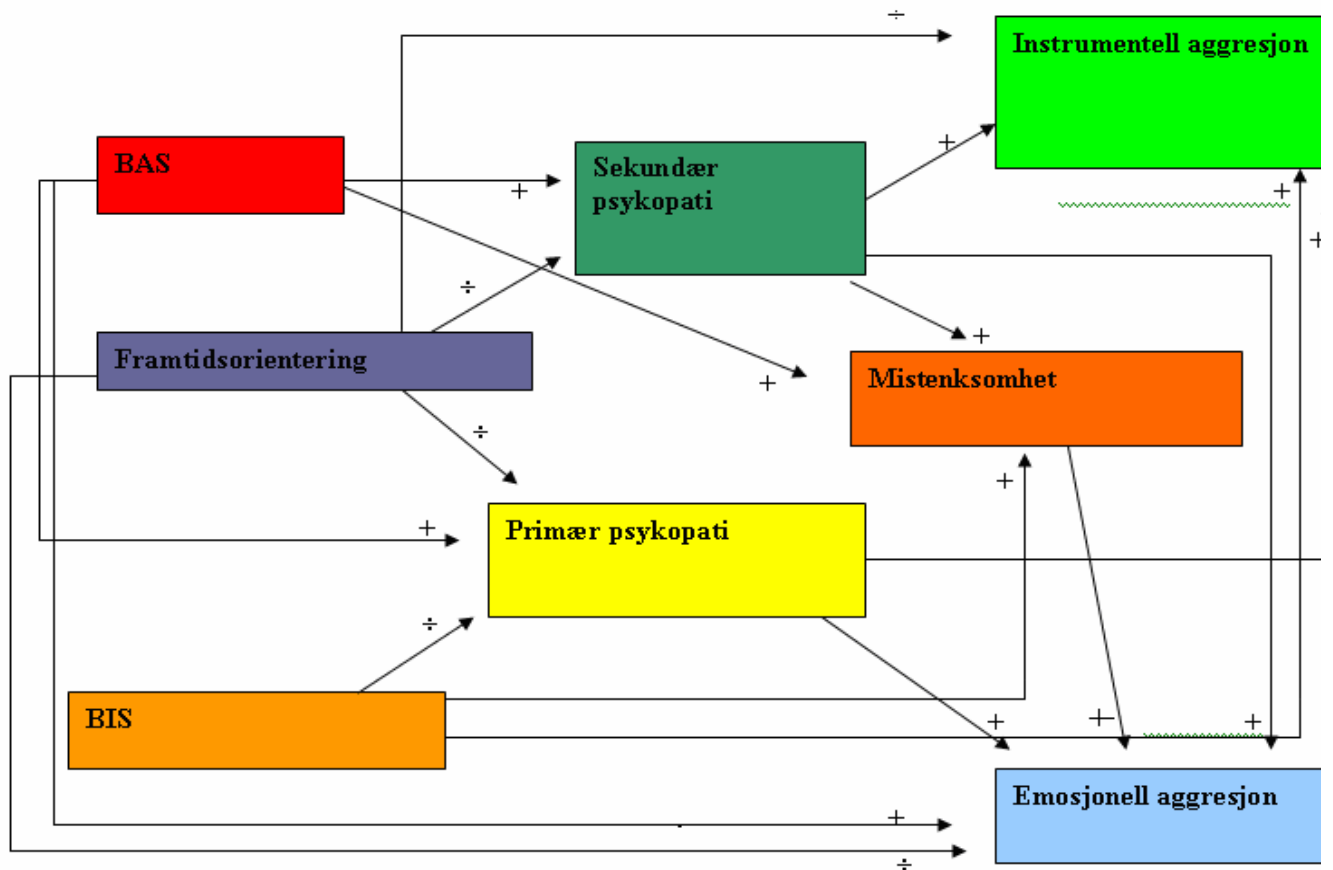 ÷
Instrumentell aggresjon
BAS
+
Sekundær
psykopati
+
+
+
÷
Framtidsorientering
+
+
Mistenksomhet
÷
+
+
Primær psykopati
÷
BIS
+
+
+
+
Emosjonell aggresjon
+
÷